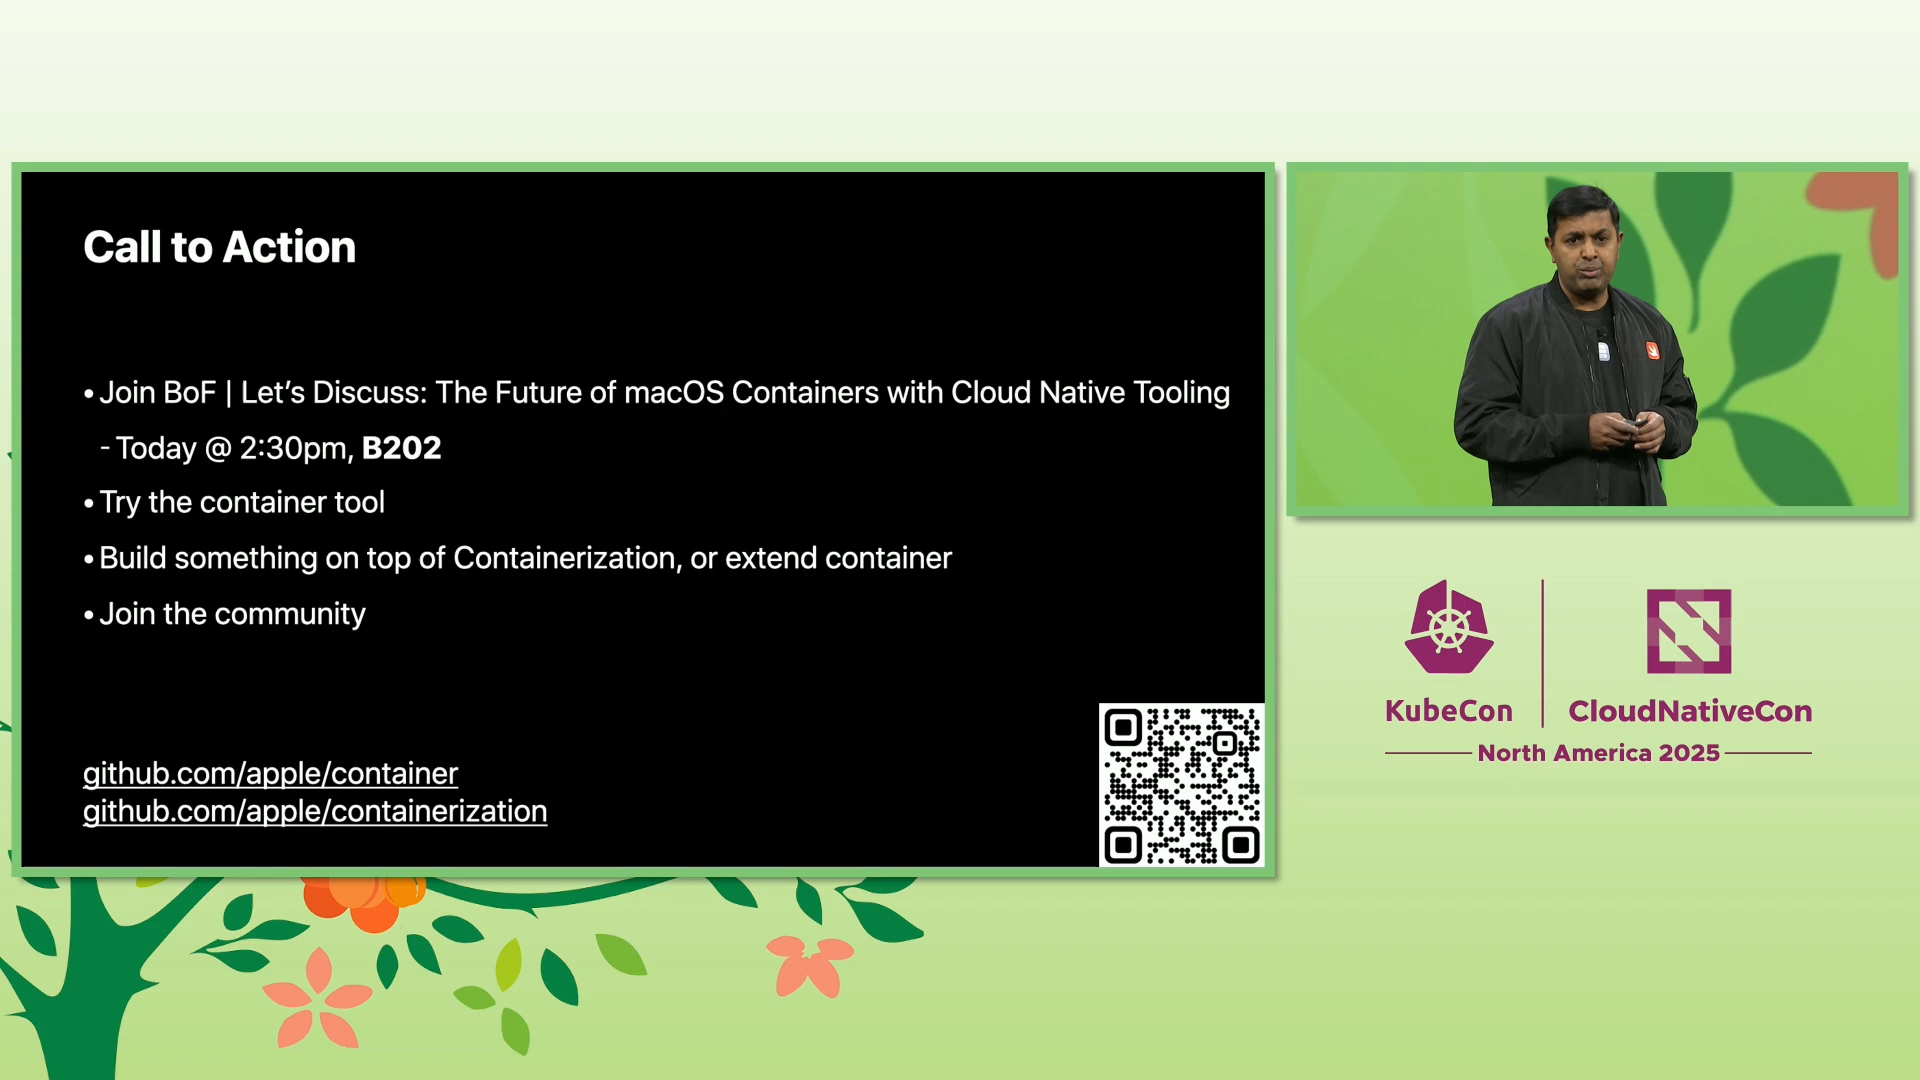 Call to Action
• Join BoF | Let’s Discuss: The Future of macOS Containers with Cloud Native Tooling
- Today @ 2:30pm, B202
• Try the container tool
• Build something on top of Containerization, or extend container
• Join the community
github.com/apple/container
github.com/apple/containerization
KubeCon
CloudNativeCon
North America 2025